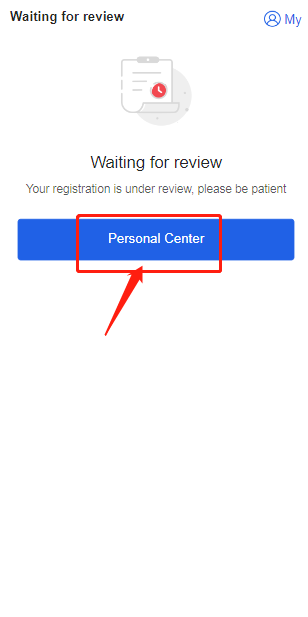 Waiting for review
My
Waiting for review
Your registration is under review, please be patient
Personal Center